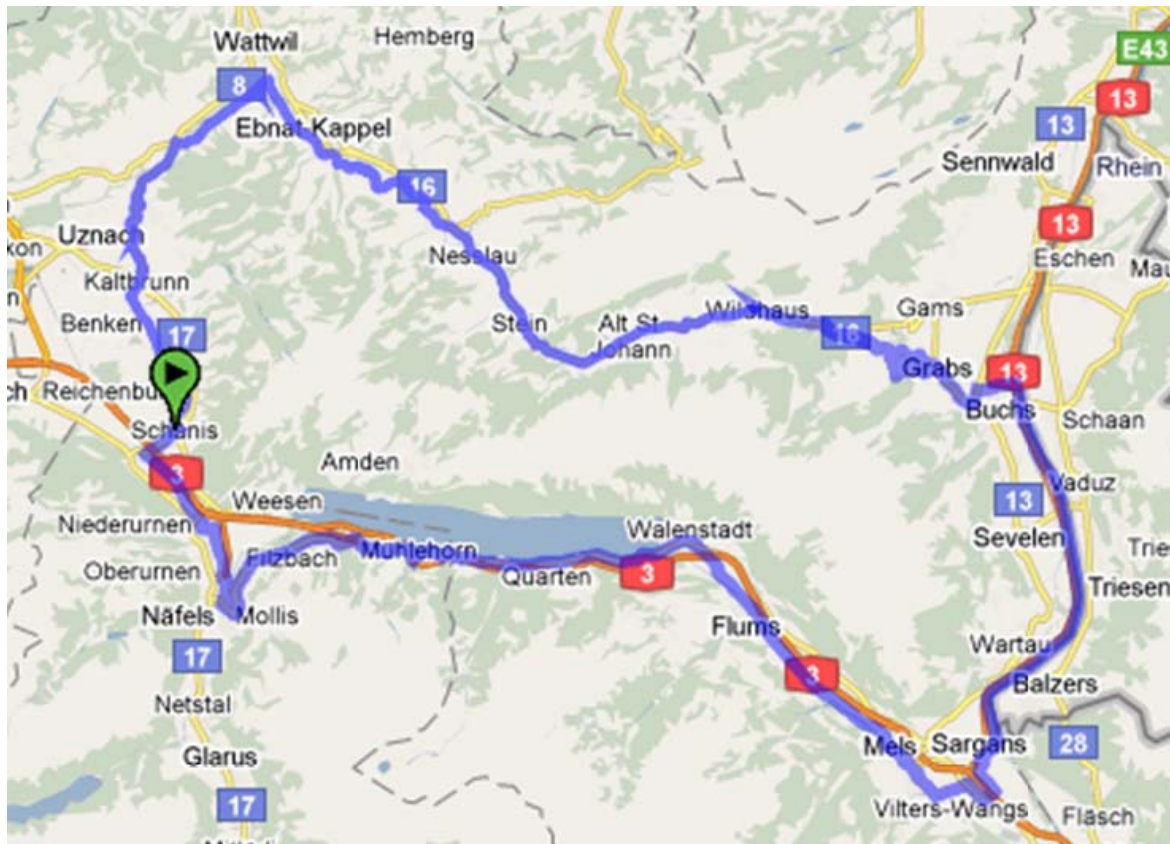 Wattwil
Hemberg
E43
8
13
13
Ebnat-Kappel
Sennwald
Rhein
16
13
Uznach
Nesslau
Eschen
Kaltbrunn
Wildhaus
Gams
Benken
17
Stein
Alt St
Johann
16
Grabs
13
Schänis
Buchs
Schaan
Amden
3
Weesen
Vaduz
13
Niederurnen
Walenstadt
Sevelen
Filzbach
Mühlehorn
Oberurnen
Quarten
3
Triesen
Näfels
Mollis
Flums
Wartau
17
3
Balzers
Netstal
Mels
Sargans
28
Glarus
17
Vilters-Wangs
Fläsch